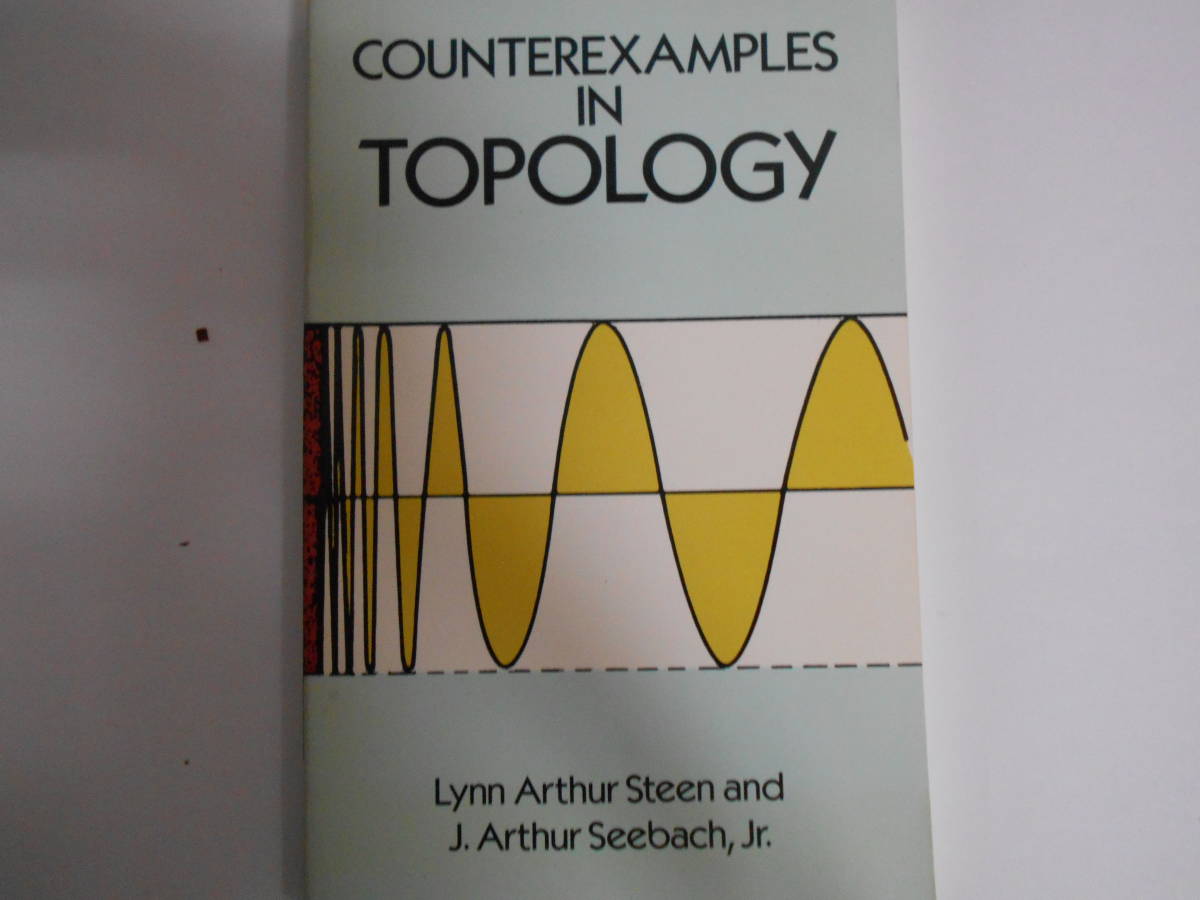 COUNTEREXAMPLES
IN
TOPOLOGY
Lynn Arthur Steen and
J. Arthur Seebach, Jr.